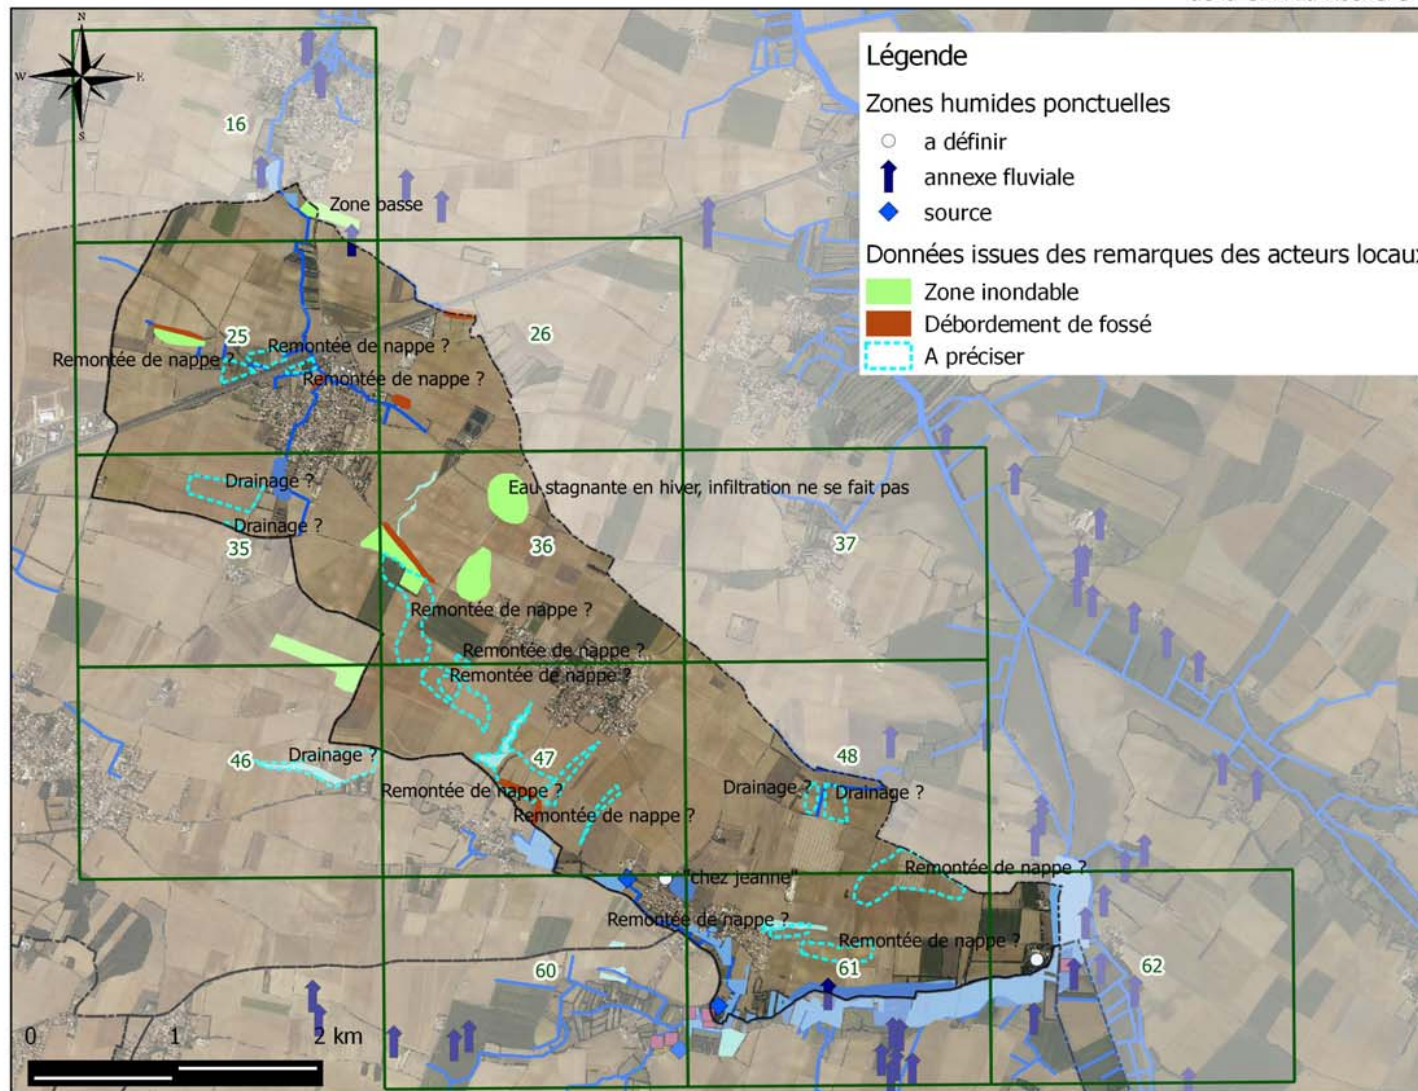 N
W
E
S
Légende
Zones humides ponctuelles
a définir
annexe fluviale
source
Données issues des remarques des acteurs locaux
Zone inondable
Débordement de fossé
A préciser
16
Zone basse
25
26
Remontée de nappe ?
Remontée de nappe ?
Remontée de nappe ?
Drainage ?
Eau stagnante en hiver, infiltration ne se fait pas
Drainage ?
35
36
37
Remontée de nappe ?
Remontée de nappe ?
Remontée de nappe ?
46
Drainage ?
47
48
Remontée de nappe ?
Drainage ?
Drainage ?
Remontée de nappe ?
Remontée de nappe ?
"chez jeanne"
Remontée de nappe ?
Remontée de nappe ?
60
61
62
0
1
2 km